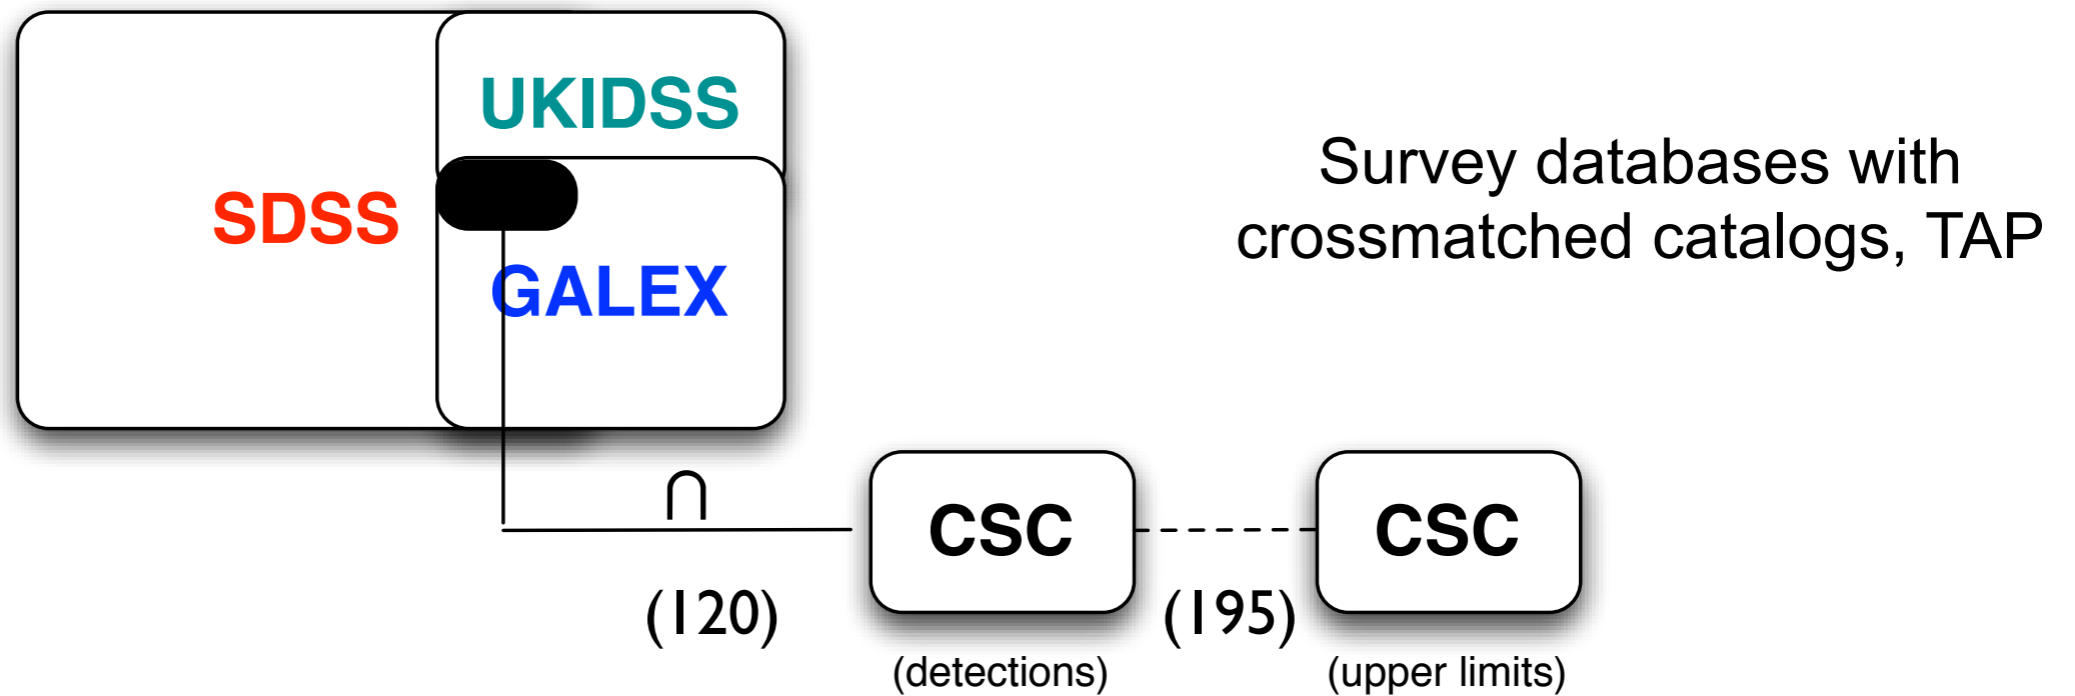 UKIDSS
SDSS
GALEX
Survey databases with
crossmatched catalogs, TAP
∩
CSC
CSC
(120)
(195)
(detections)
(upper limits)